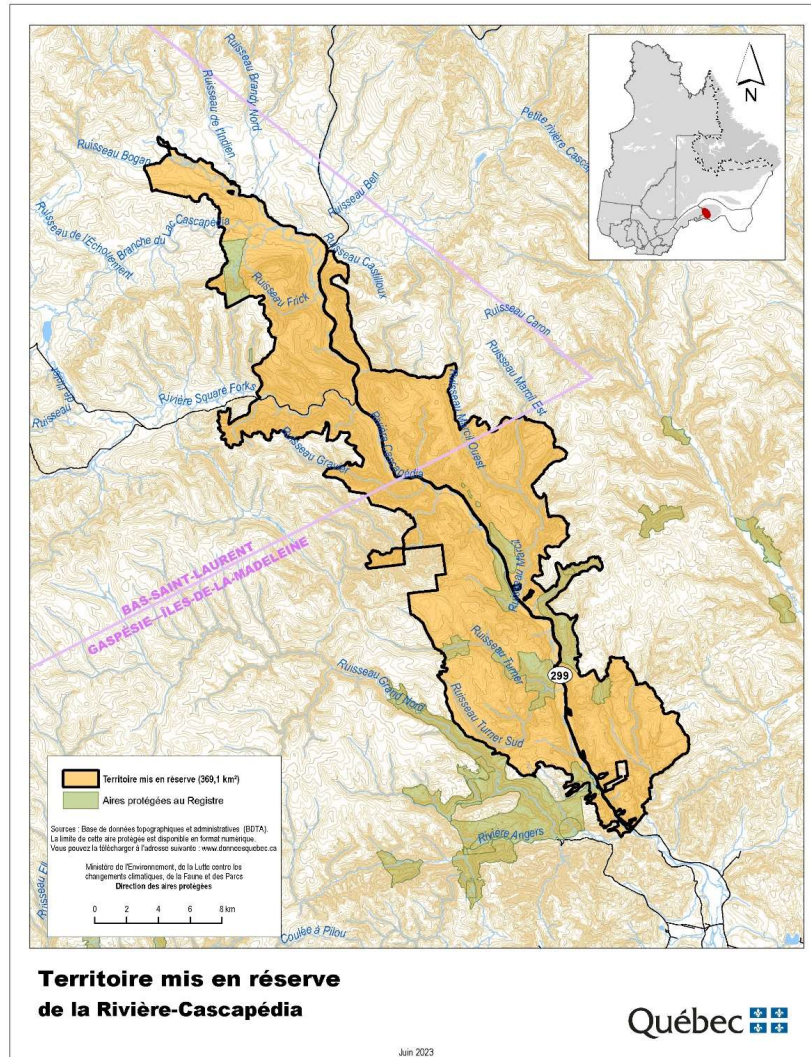 Ruisseau Brandy Nord
Ruisseau de l'Indien
Ruisseau Bogan
Ruisseau Ben
Petite rivière Casca
N
Ruisseau de l'Échouement
Branche du Lac Cascapédia
Ruisseau Castilloux
Ruisseau Frick
Ruisseau Caron
Ruisseau Marcil Est
Ruisseau
Rivière Square Forks
Ruisseau Marcil Ouest
Rivière Cascapédia
BAS-SAINT-LAURENT
GASPÉSIE–ÎLES-DE-LA-MADELEINE
Ruisseau Marcil
Ruisseau Turner
299
Ruisseau Grand Nord
Ruisseau Turner Sud
Rivière Angers
Coulée à Pilou
Territoire mis en réserve (369,1 km²)
Aires protégées au Registre
Sources : Base de données topographiques et administratives (BDTA).
La limite de cette aire protégée est disponible en format numérique.
Vous pouvez la télécharger à l'adresse suivante : www.donneesquebec.ca
Ministère de l'Environnement, de la Lutte contre les
changements climatiques, de la Faune et des Parcs
Direction des aires protégées
0 2 4 6 8 km
Territoire mis en réserve
de la Rivière-Cascapédia
Québec
Juin 2023